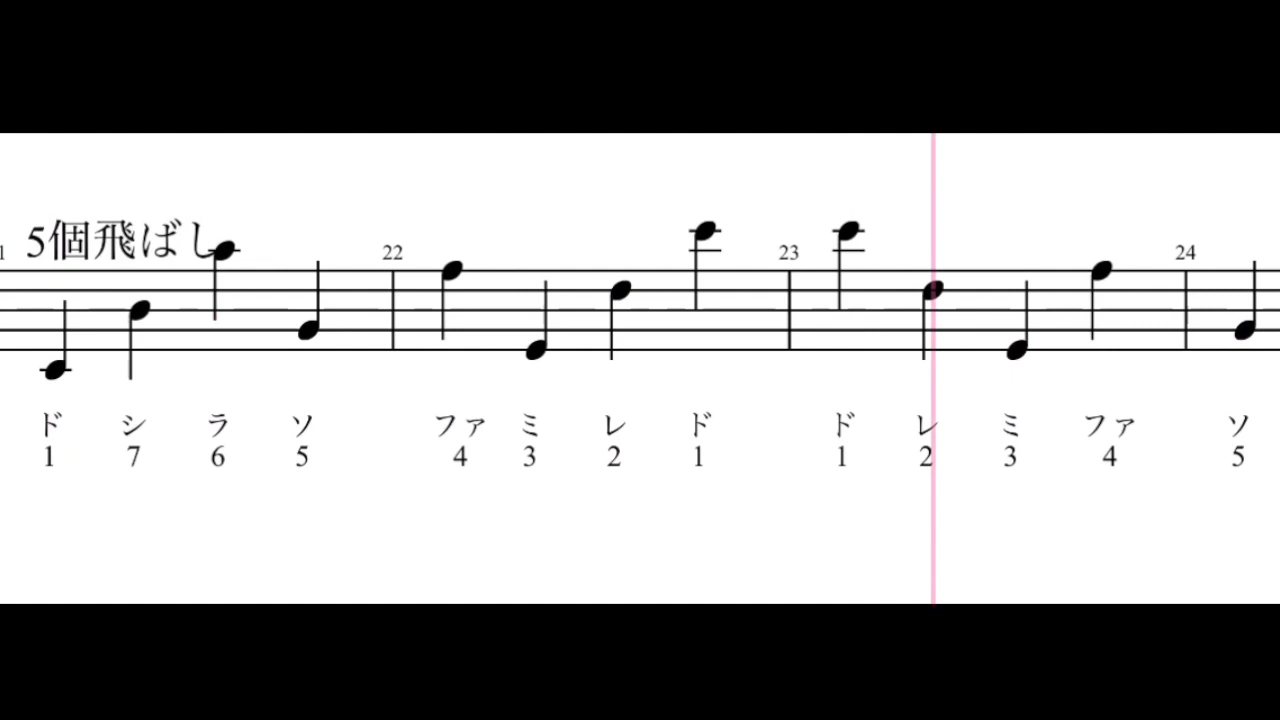 5個飛ばし
1 22 23 24
ド シ ラ ソ ファ ミ レ ド ド レ ミ ファ ソ
1 7 6 5 4 3 2 1 1 2 3 4 5